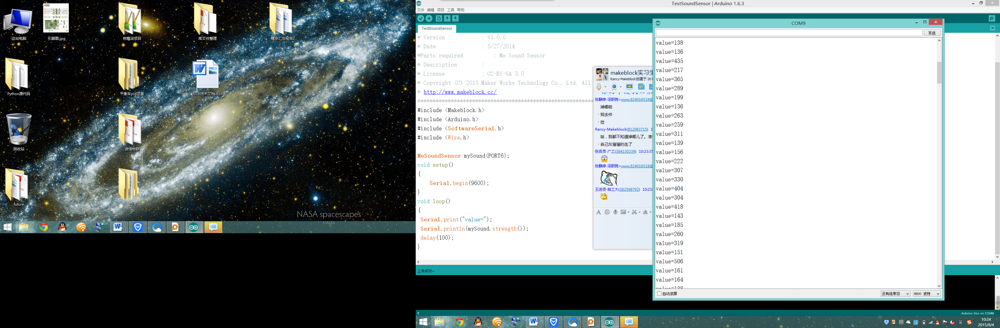 这台电脑
引脚图.jpg
树莓派项目
库文件整理
模块汇总报告2
Python源代码
平衡车pid项目
RGB技术文档.doc
回收站
微信物联
future
工作
NASA spacescapes
GALEX
TestSoundSensor | Arduino 1.6.3
文件 编辑 项目 工具 帮助
TestSoundSensor
* Version : V1.0.0
* Date : 5/27/2014
*Parts required : Me Sound Sensor
* Description :
* License : CC-BY-SA 3.0
* Copyright (C) 2013 Maker Works Technology Co., Ltd. All
* http://www.makeblock.cc/
#include <Makeblock.h>
#include <Arduino.h>
#include <SoftwareSerial.h>
#include <Wire.h>
MeSoundSensor mySound(PORT6);
void setup()
{
Serial.begin(9600);
}
void loop()
{
Serial.print("value=");
Serial.println(mySound.strength());
delay(100);
}
上传成功。
5
Arduino Uno on COM9
makeblock实习生
Rancy-Makeblock创建于 201
张静婷-深职院<www.824016518@
掉哪啦
我去件
捡
Rancy-Makeblock(812083715) 1
哈，我都不知道掉哪儿了。准
自己灰溜溜的走了
张杏灵-广工(384130239) 10:23:35
张静婷-深职院<www.824016518@
王进贤-哈工大(382598792) 10:23:
COM9
发送
value=138
value=136
value=435
value=217
value=365
value=289
value=199
value=136
value=263
value=259
value=311
value=139
value=156
value=222
value=307
value=330
value=404
value=304
value=418
value=143
value=185
value=260
value=319
value=151
value=506
value=161
value=164
value=138
自动滚屏
没有结束符
9600 波特
英
10:24
2015/8/4